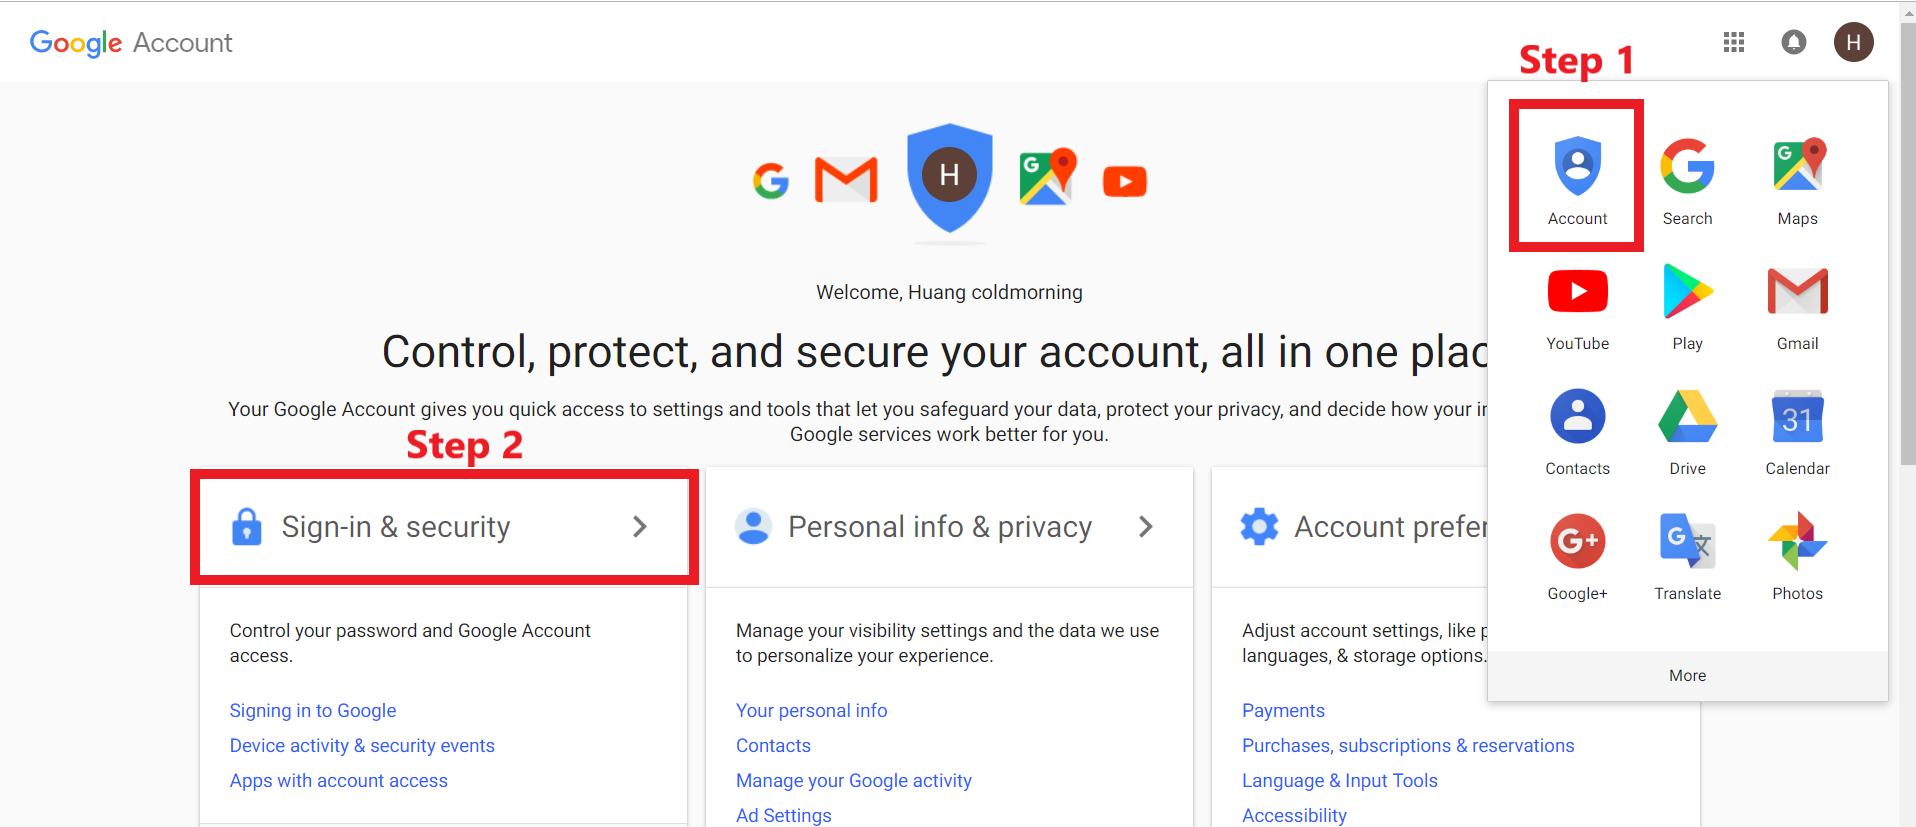 Google Account
H
Step 1
Account
Search
Maps
YouTube
Play
Gmail
Contacts
Drive
31
Calendar
G+
Google+
G 文
Translate
Photos
More
G
H
G
Welcome, Huang coldmorning
Control, protect, and secure your account, all in one plac
Your Google Account gives you quick access to settings and tools that let you safeguard your data, protect your privacy, and decide how your in
Google services work better for you.
Step 2
Sign-in & security
Control your password and Google Account
access.
Signing in to Google
Device activity & security events
Apps with account access
Personal info & privacy
Manage your visibility settings and the data we use
to personalize your experience.
Your personal info
Contacts
Manage your Google activity
Ad Settings
Account prefer
Adjust account settings, like p
languages, & storage options.
Payments
Purchases, subscriptions & reservations
Language & Input Tools
Accessibility